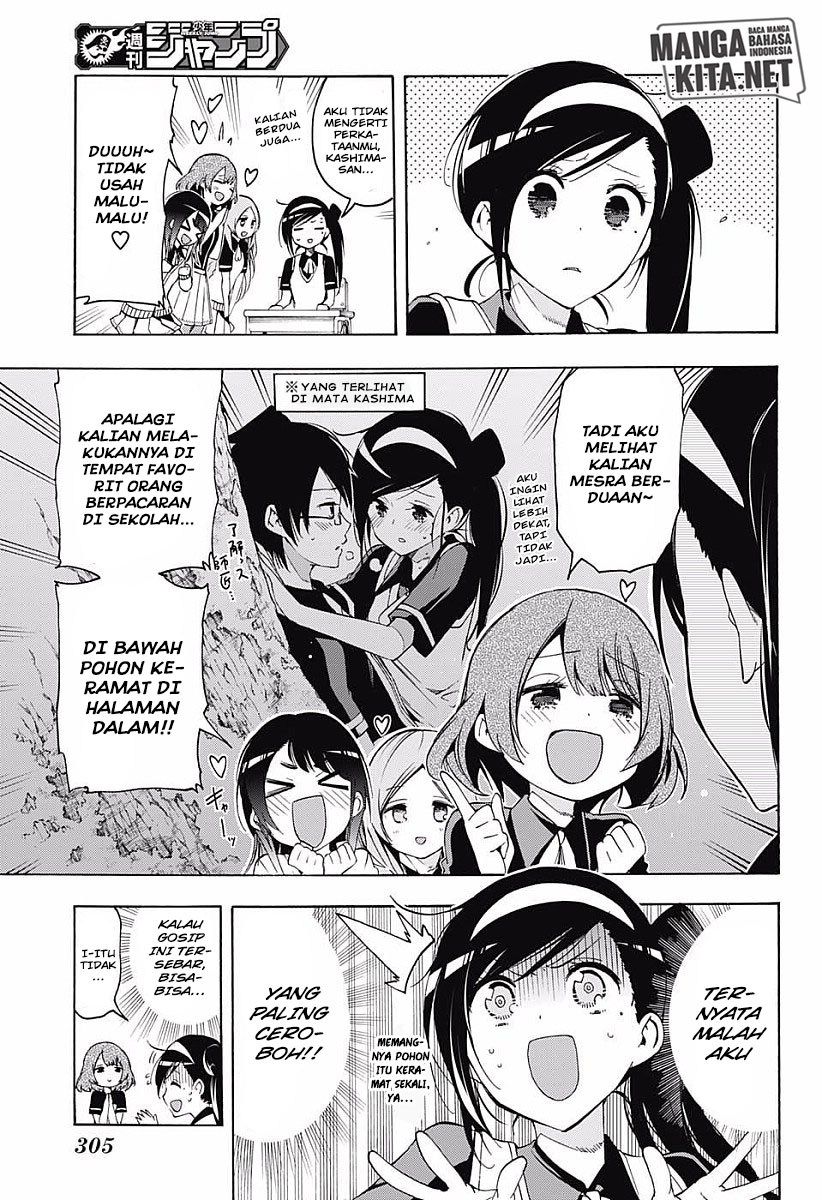 週刊
少年
ジャンプ
MANGA
KITA.NET
BACA MANGA
BAHASA
INDONESIA
AKU TIDAK
MENGERTI
PERKA-
TAANMU,
KASHIMA-
SAN...
KALIAN
BERDUA
JUGA...
DUUUH~
TIDAK
USAH
MALU-
MALU!
♡
TADI AKU
MELIHAT
KALIAN
MESRA BER-
DUAAN~
※ YANG TERLIHAT
DI MATA KASHIMA
AKU
INGIN
LIHAT
LEBIH
DEKAT,
TAPI
TIDAK
JADI...
APALAGI
KALIAN MELA-
KUKANNYA DI
TEMPAT FAVO-
RIT ORANG
BERPACARAN
DI SEKOLAH...
了解っス
師匠…
DI BAWAH
POHON KE-
RAMAT DI
HALAMAN
DALAM!!
キャーッ
TER-
NYATA
MALAH
AKU
YANG
PALING
CERO-
BOH!!
MEMANG-
NYA POHON
ITU KERA-
MAT SEKALI,
YA...
KALAU
GOSIP
INI TER-
SEBAR,
BISA-
BISA...
I-ITU
TIDAK
...
305